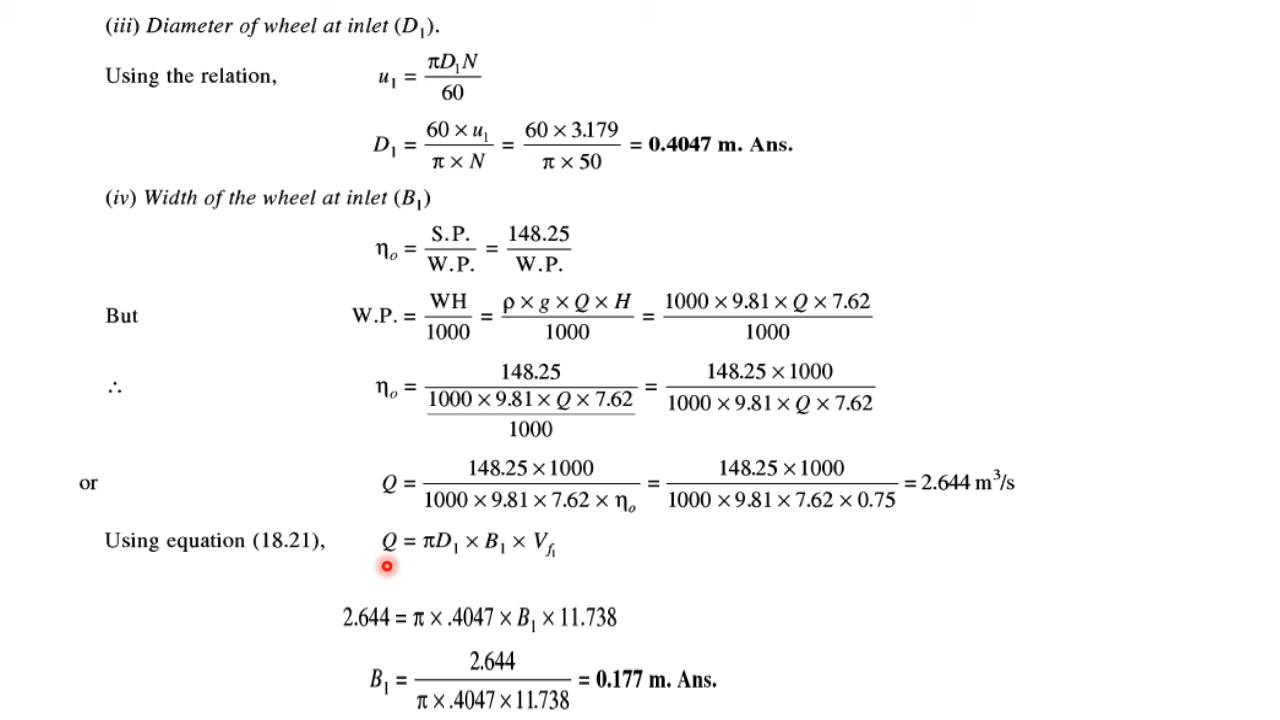 (iii) Diameter of wheel at inlet (D₁).
Using the relation, u₁ = πD₁N / 60
D₁ = (60 × u₁) / (π × N) = (60 × 3.179) / (π × 50) = 0.4047 m. Ans.
(iv) Width of the wheel at inlet (B₁)
ηₒ = S.P. / W.P. = 148.25 / W.P.
But W.P. = WH / 1000 = (ρ × g × Q × H) / 1000 = (1000 × 9.81 × Q × 7.62) / 1000
∴ ηₒ = 148.25 / ((1000 × 9.81 × Q × 7.62) / 1000) = (148.25 × 1000) / (1000 × 9.81 × Q × 7.62)
or Q = (148.25 × 1000) / (1000 × 9.81 × 7.62 × ηₒ) = (148.25 × 1000) / (1000 × 9.81 × 7.62 × 0.75) = 2.644 m³/s
Using equation (18.21), Q = πD₁ × B₁ × V_f₁
2.644 = π × .4047 × B₁ × 11.738
B₁ = 2.644 / (π × .4047 × 11.738) = 0.177 m. Ans.